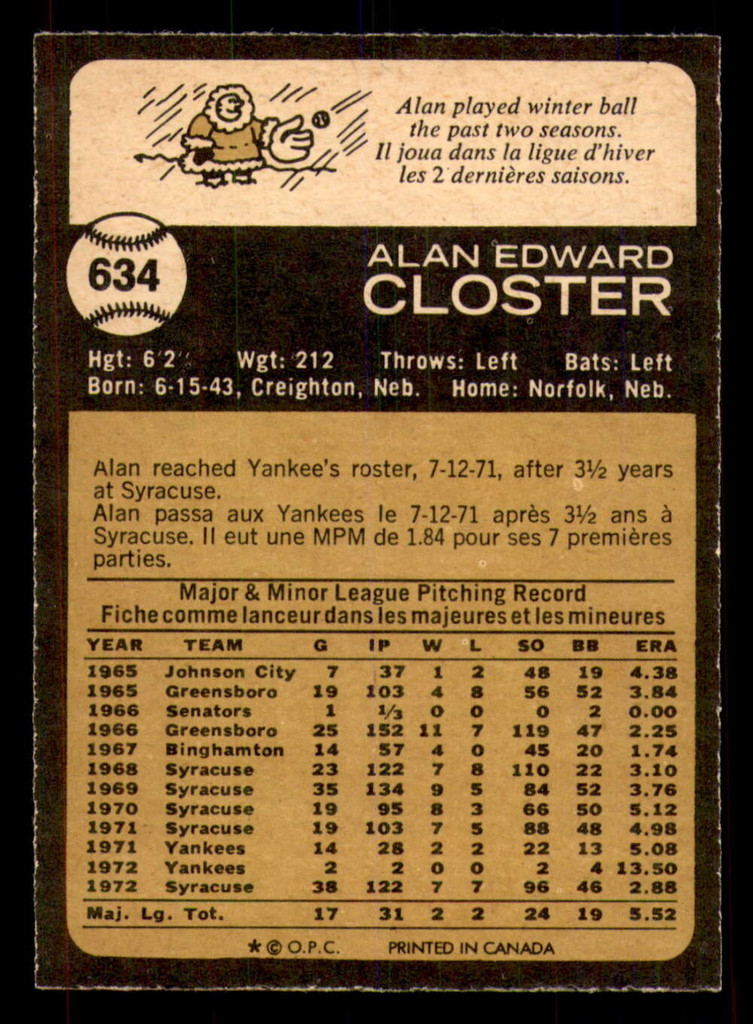 Alan played winter ball
the past two seasons.
Il joua dans la ligue d'hiver
les 2 dernières saisons.
634
ALAN EDWARD
CLOSTER
Hgt: 6'2" Wgt: 212 Throws: Left Bats: Left
Born: 6-15-43, Creighton, Neb. Home: Norfolk, Neb.
Alan reached Yankee's roster, 7-12-71, after 3½ years
at Syracuse.
Alan passa aux Yankees le 7-12-71 après 3½ ans à
Syracuse. Il eut une MPM de 1.84 pour ses 7 premières
parties.
Major & Minor League Pitching Record
Fiche comme lanceur dans les majeures et les mineures
YEAR TEAM G IP W L SO BB ERA
1965 Johnson City 7 37 1 2 48 19 4.38
1965 Greensboro 19 103 4 8 56 52 3.84
1966 Senators 1 1/3 0 0 0 2 0.00
1966 Greensboro 25 152 11 7 119 47 2.25
1967 Binghamton 14 57 4 0 45 20 1.74
1968 Syracuse 23 122 7 8 110 22 3.10
1969 Syracuse 35 134 9 5 84 52 3.76
1970 Syracuse 19 95 8 3 66 50 5.12
1971 Syracuse 19 103 7 5 88 48 4.98
1971 Yankees 14 28 2 2 22 13 5.08
1972 Yankees 2 2 0 0 2 4 13.50
1972 Syracuse 38 122 7 7 96 46 2.88
Maj. Lg. Tot. 17 31 2 2 24 19 5.52
* © O.P.C. PRINTED IN CANADA